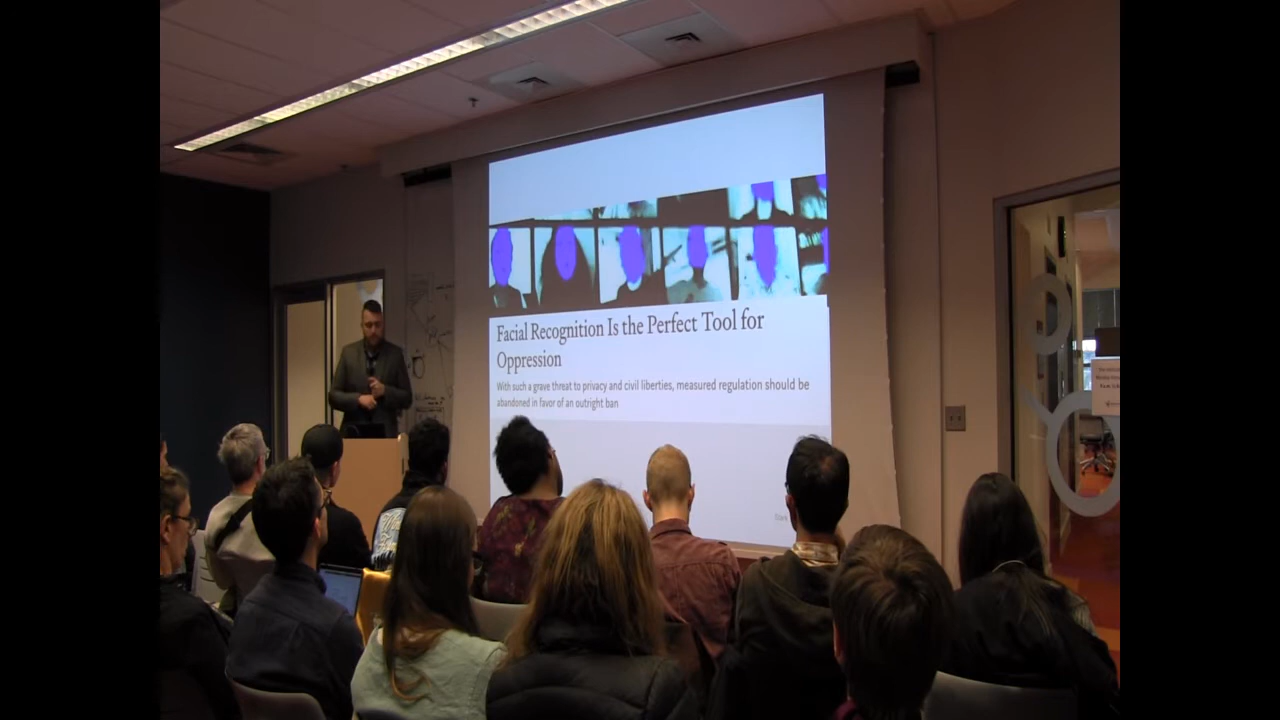 Facial Recognition Is the Perfect Tool for
Oppression
With such a grave threat to privacy and civil liberties, measured regulation should be
abandoned in favor of an outright ban